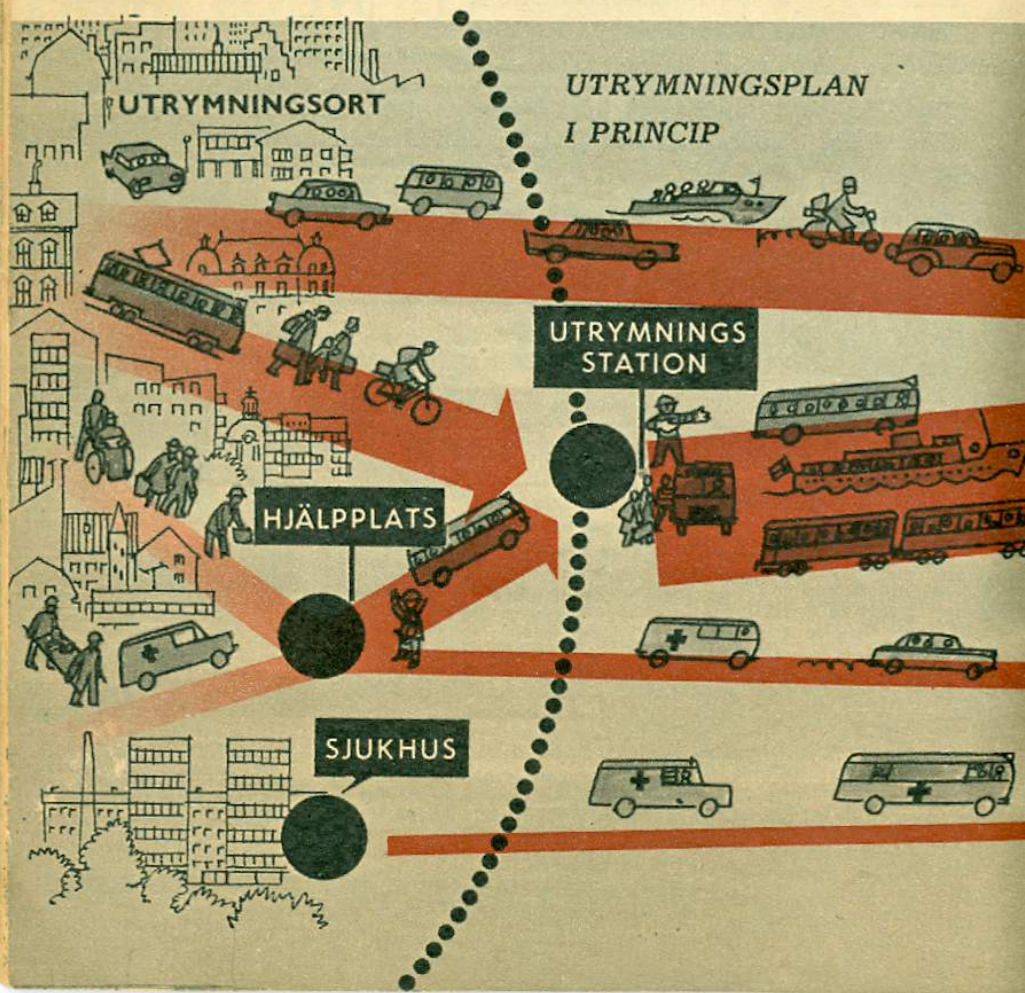 UTRYMNINGSORT
UTRYMNINGSPLAN
I PRINCIP
UTRYMNINGS
STATION
HJÄLPPLATS
SJUKHUS